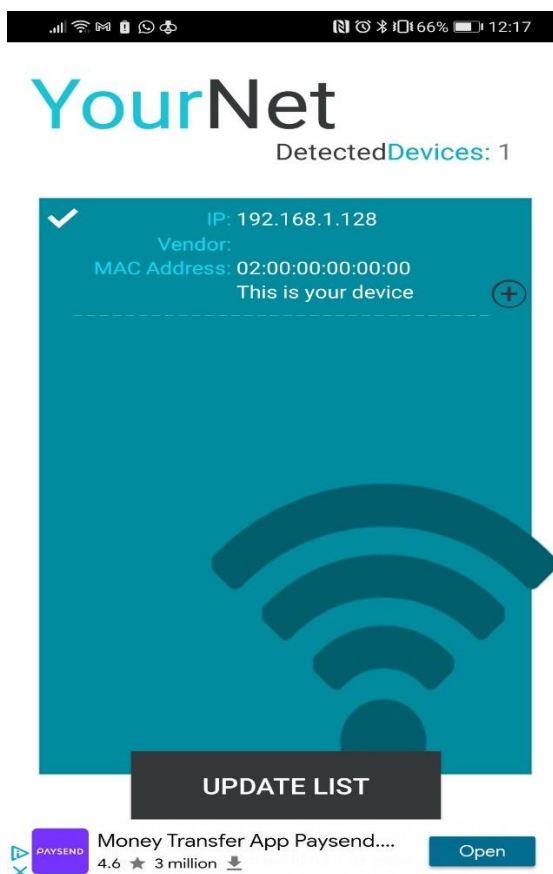 66% 12:17
YourNet
DetectedDevices: 1
IP: 192.168.1.128
Vendor:
MAC Address: 02:00:00:00:00:00
This is your device
UPDATE LIST
PAYSEND
Money Transfer App Paysend....
4.6 ★ 3 million
Open